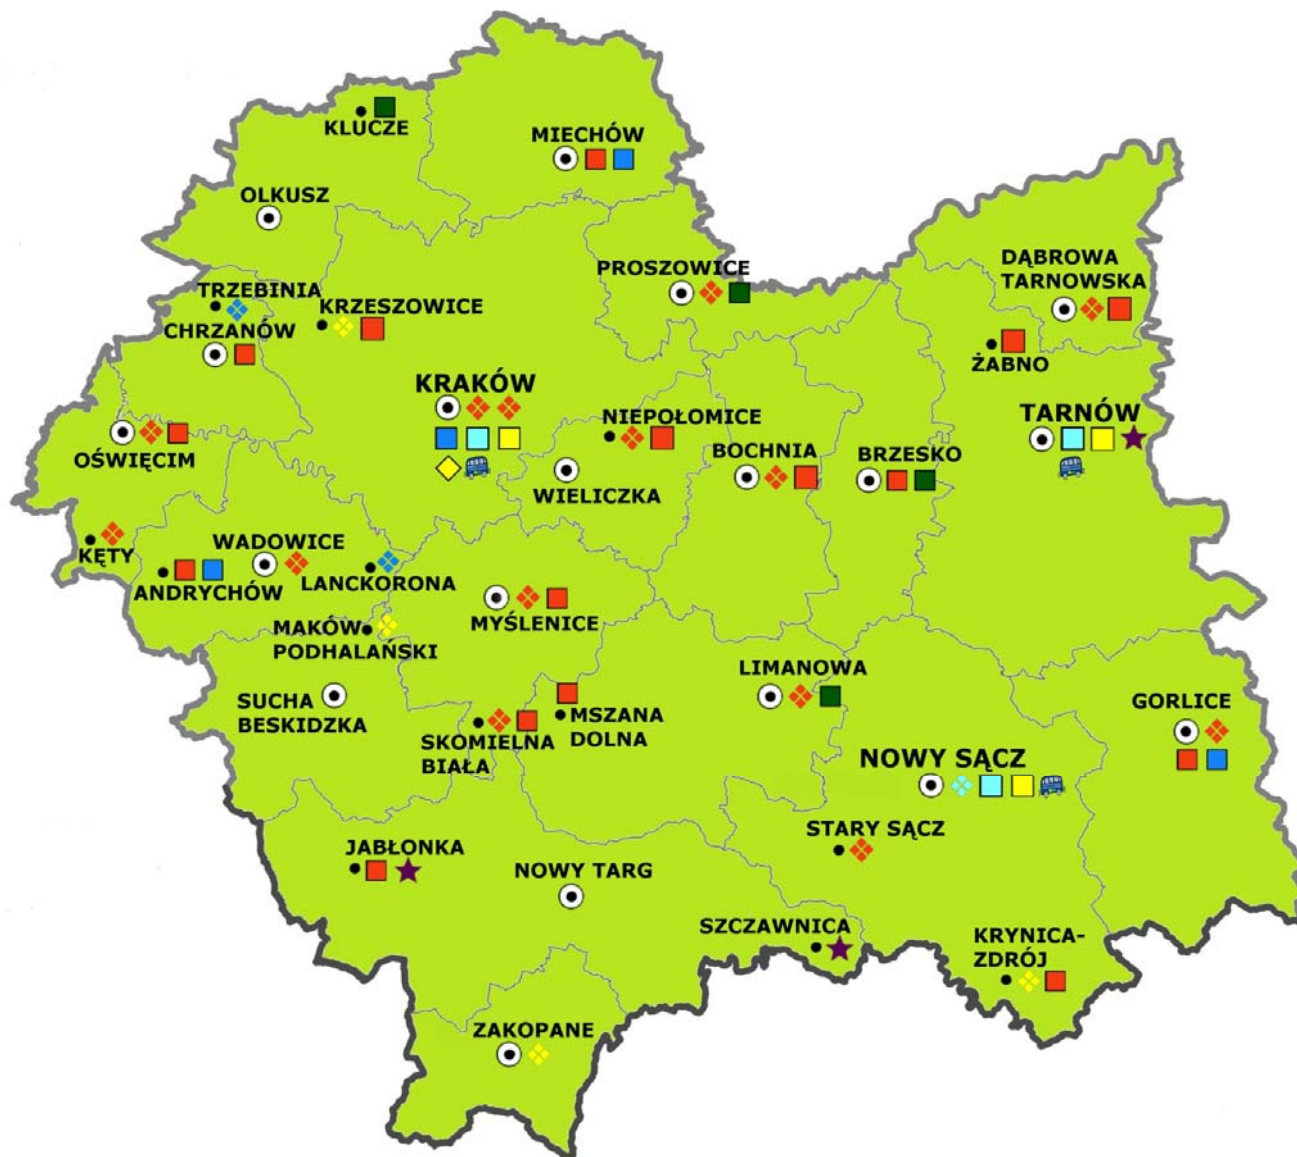 KLUCZE
MIECHÓW
OLKUSZ
PROSZOWICE
DĄBROWA
TARNOWSKA
TRZEBINIA
KRZESZOWICE
CHRZANÓW
ŻABNO
KRAKÓW
NIEPOŁOMICE
TARNÓW
OŚWIĘCIM
BOCHNIA
BRZESKO
WIELICZKA
KĘTY
WADOWICE
LANCKORONA
ANDRYCHÓW
MYŚLENICE
MAKÓW
PODHALAŃSKI
LIMANOWA
SUCHA
BESKIDZKA
MSZANA
DOLNA
GORLICE
SKOMIELNA
BIAŁA
NOWY SĄCZ
STARY SĄCZ
JABŁONKA
NOWY TARG
SZCZAWNICA
KRYNICA-
ZDRÓJ
ZAKOPANE